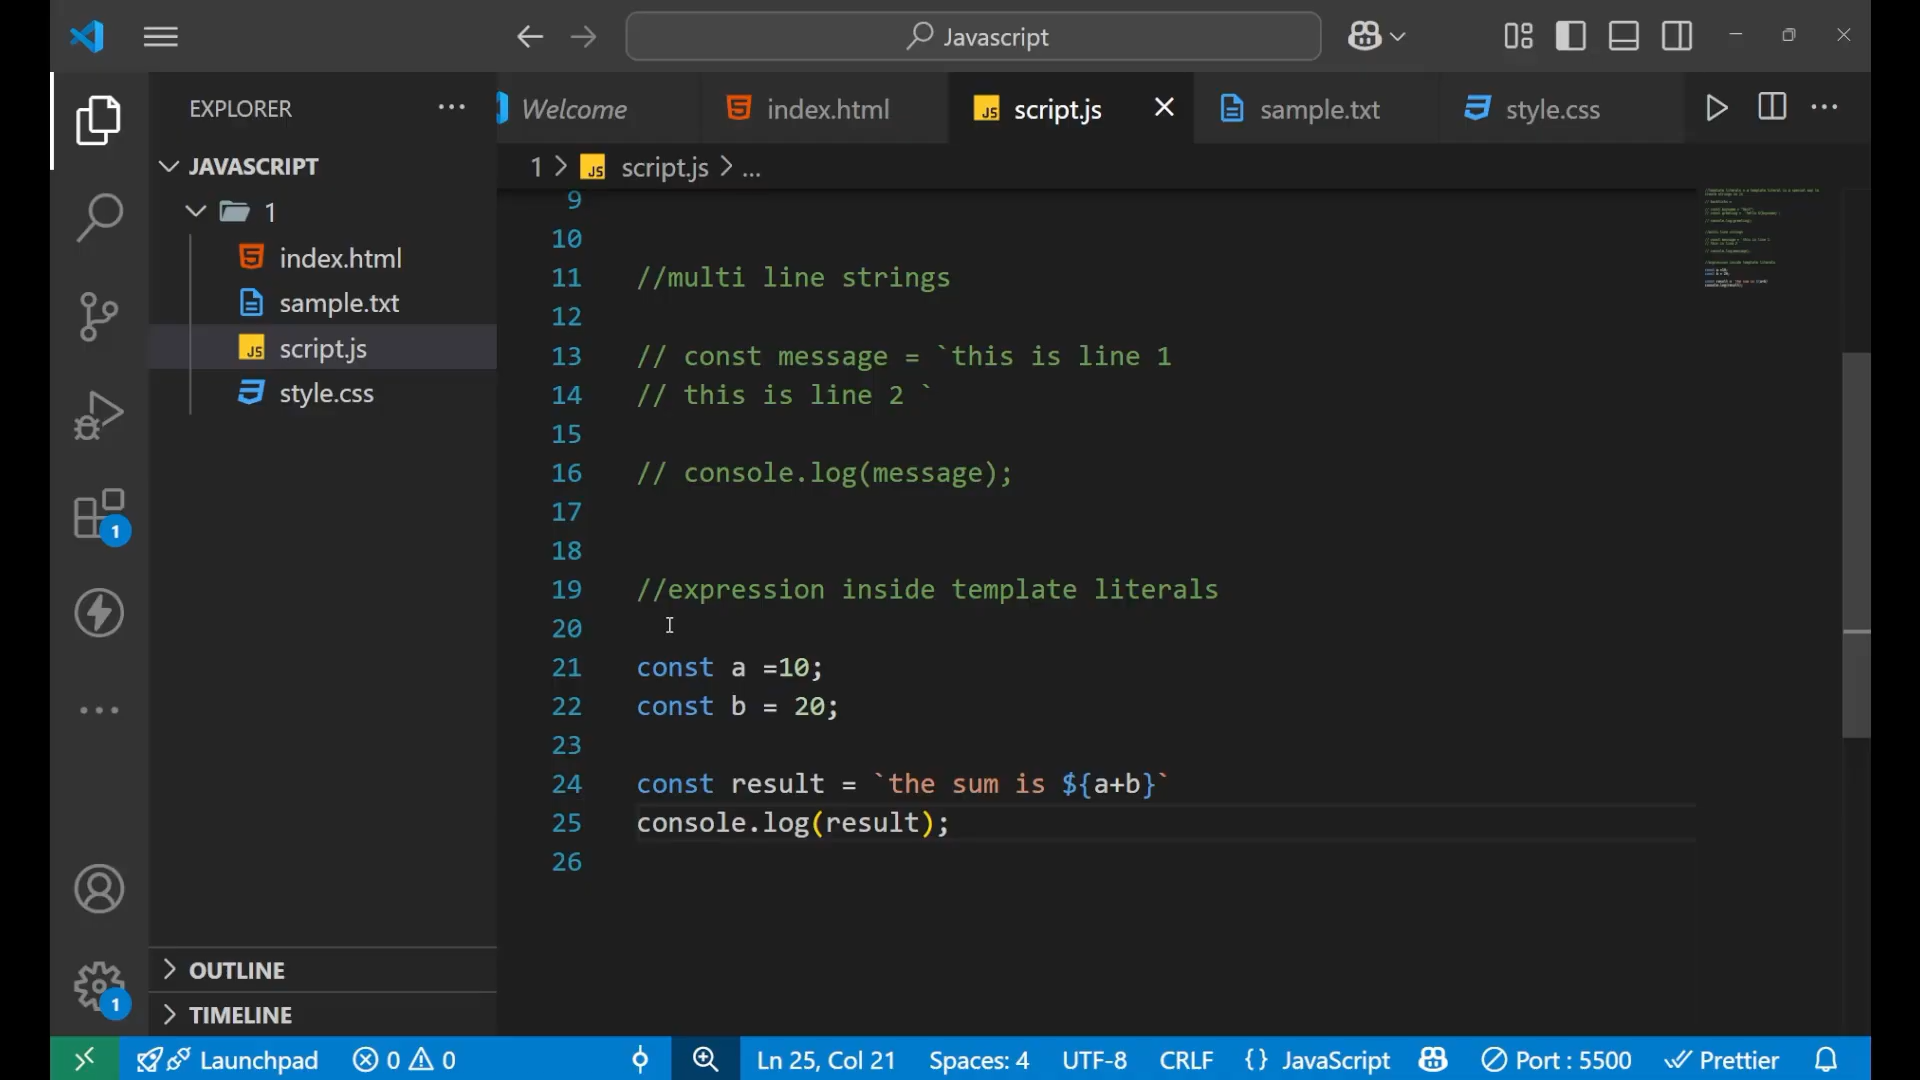 Javascript
EXPLORER
Welcome
index.html
script.js
sample.txt
style.css
1 > script.js > ...
JAVASCRIPT
1
index.html
sample.txt
script.js
style.css
9
10
11 //multi line strings
12
13 // const message = `this is line 1
14 // this is line 2 `
15
16 // console.log(message);
17
18
19 //expression inside template literals
20
21 const a =10;
22 const b = 20;
23
24 const result = `the sum is ${a+b}`
25 console.log(result);
26
1
1
OUTLINE
TIMELINE
Launchpad 0 0 Ln 25, Col 21 Spaces: 4 UTF-8 CRLF {} JavaScript Port : 5500 Prettier